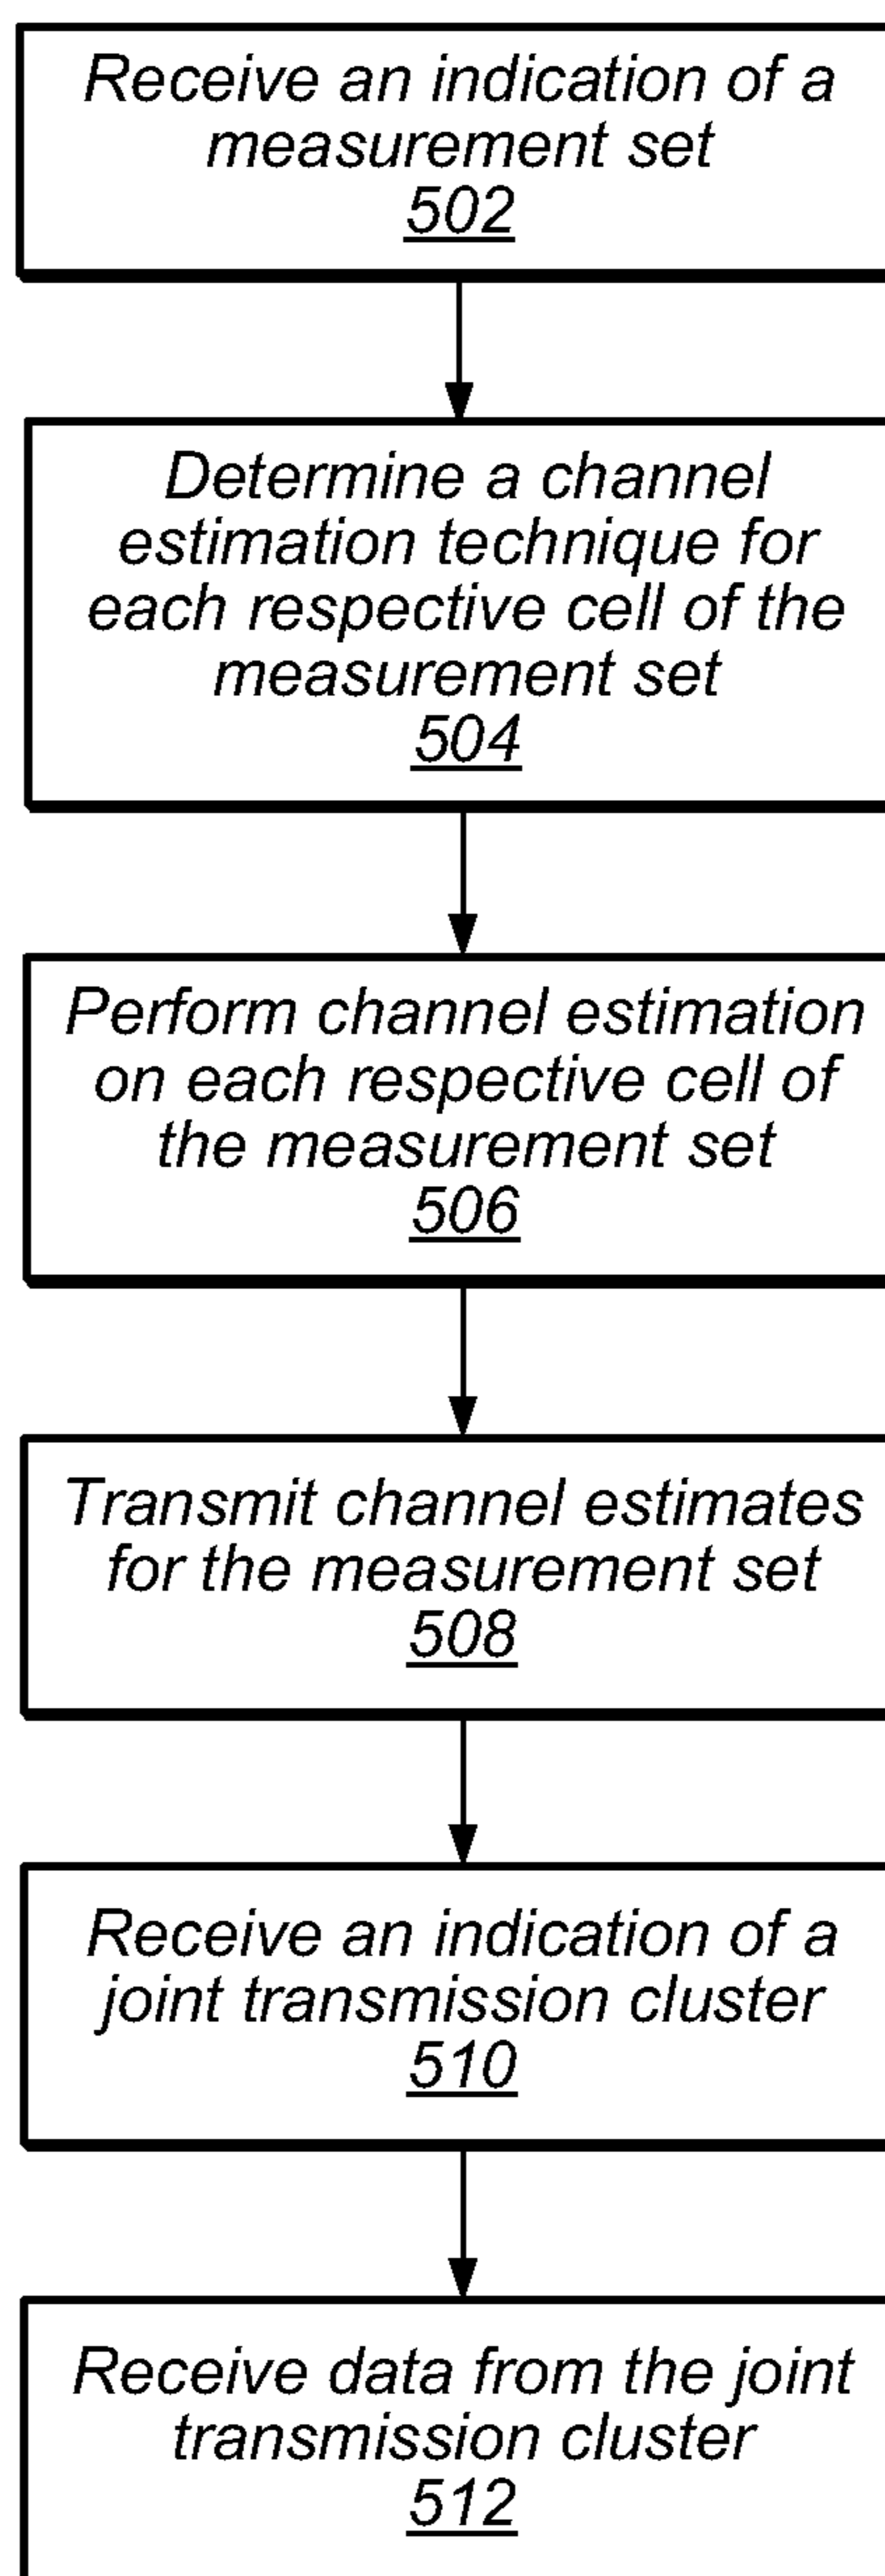 Receive an indication of a
measurement set
502
Determine a channel
estimation technique for
each respective cell of the
measurement set
504
Perform channel estimation
on each respective cell of
the measurement set
506
Transmit channel estimates
for the measurement set
508
Receive an indication of a
joint transmission cluster
510
Receive data from the joint
transmission cluster
512